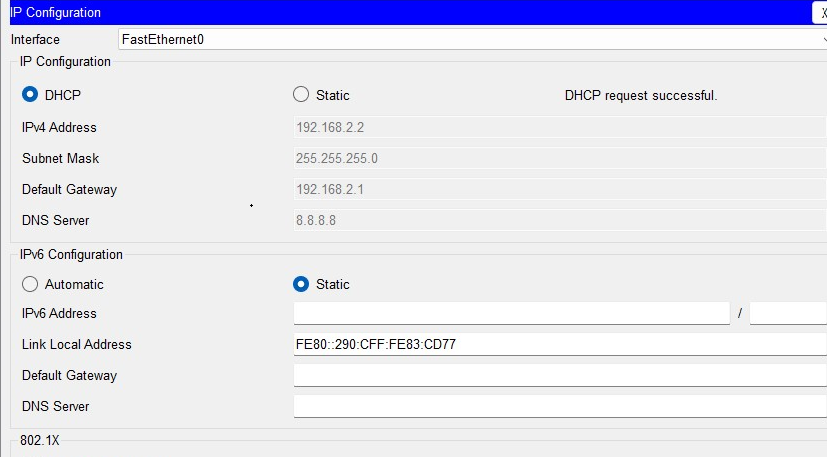 IP Configuration
X
Interface FastEthernet0
IP Configuration
DHCP Static DHCP request successful.
IPv4 Address 192.168.2.2
Subnet Mask 255.255.255.0
Default Gateway 192.168.2.1
DNS Server 8.8.8.8
IPv6 Configuration
Automatic Static
IPv6 Address /
Link Local Address FE80::290:CFF:FE83:CD77
Default Gateway
DNS Server
802.1X